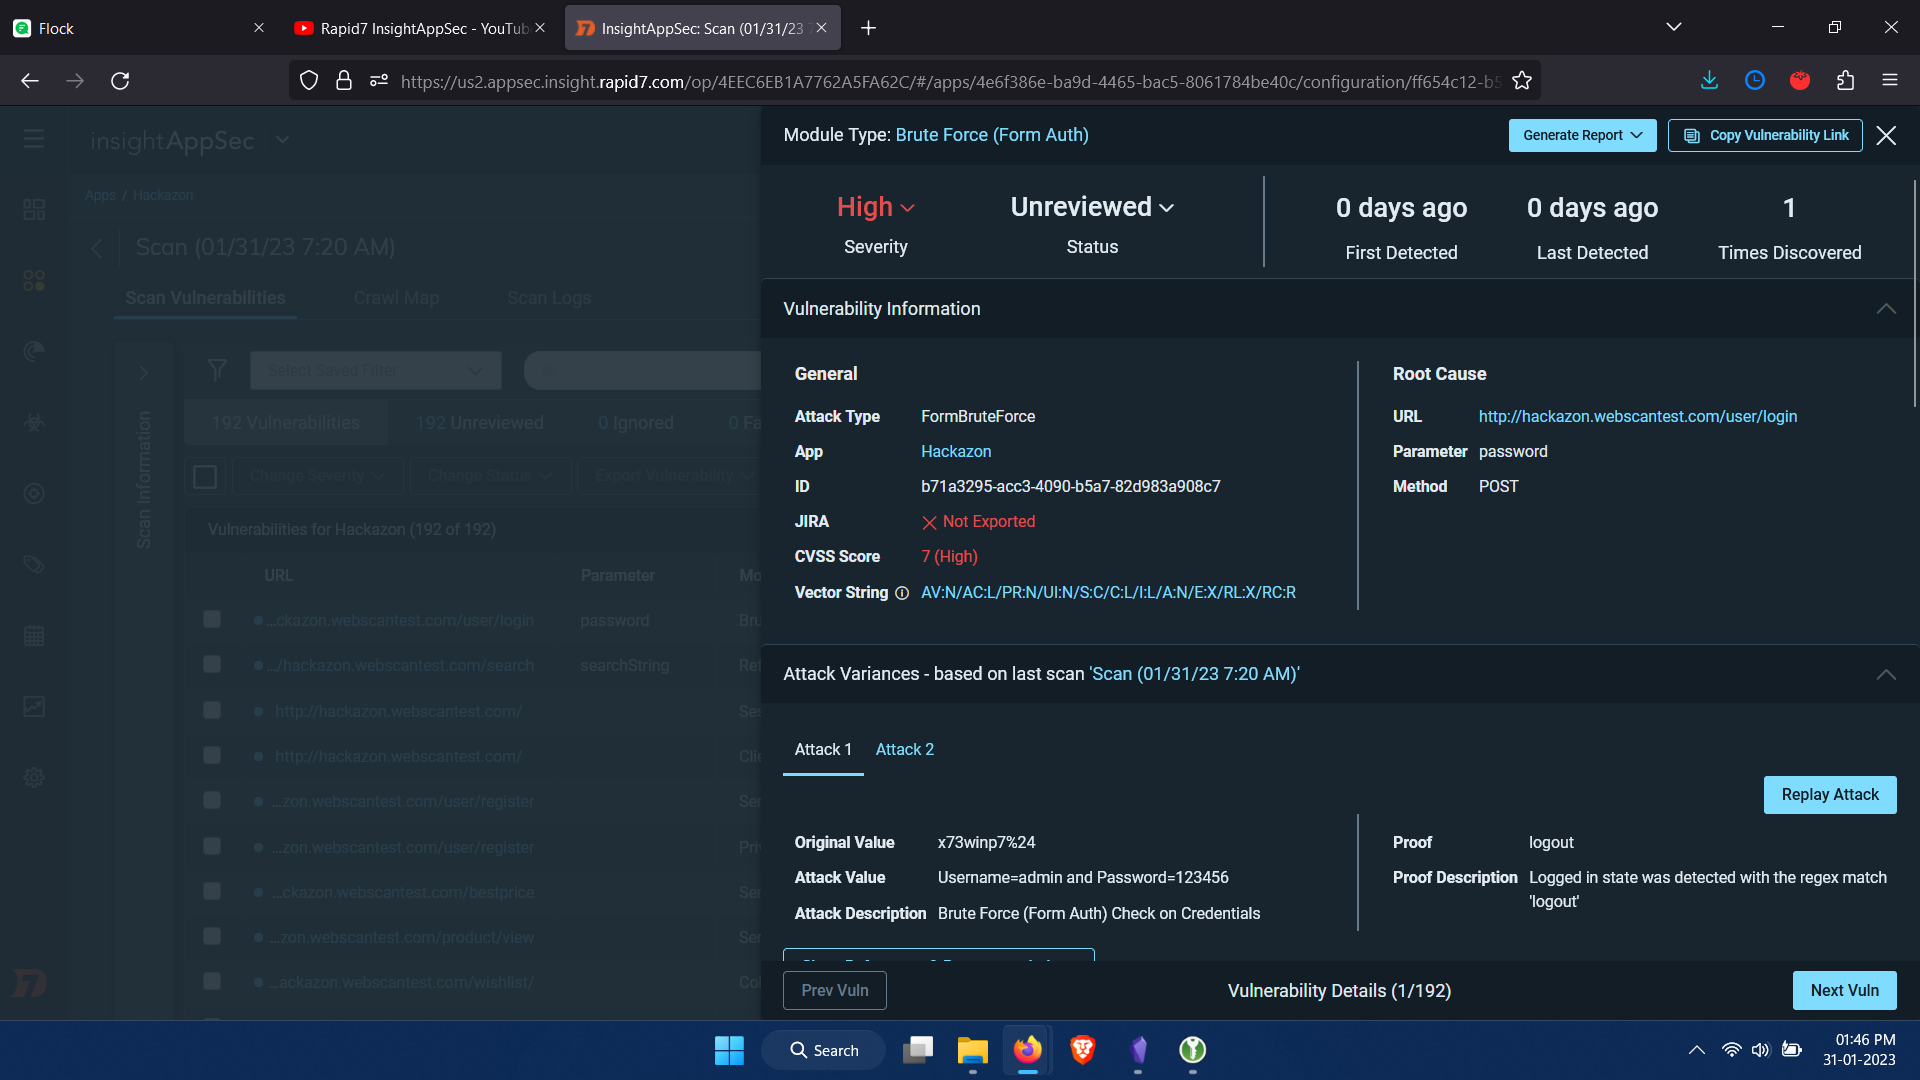 Flock
Rapid7 InsightAppSec - YouTub
InsightAppSec: Scan (01/31/23 7
https://us2.appsec.insight.rapid7.com/op/4EEC6EB1A7762A5FA62C/#/apps/4e6f386e-ba9d-4465-bac5-8061784be40c/configuration/ff654c12-b5
insightAppSec
Apps / Hackazon
Scan (01/31/23 7:20 AM)
Scan Vulnerabilities Crawl Map Scan Logs
Select Saved Filter
192 Vulnerabilities 192 Unreviewed 0 Ignored 0 Fa
Change Severity Change Status Export Vulnerability
Scan Information
Vulnerabilities for Hackazon (192 of 192)
URL Parameter Mo
...ckazon.webscantest.com/user/login password Bru
.../hackazon.webscantest.com/search searchString Ref
http://hackazon.webscantest.com/ Ses
http://hackazon.webscantest.com/ Clie
...zon.webscantest.com/user/register Ser
...zon.webscantest.com/user/register Priv
...ckazon.webscantest.com/bestprice Ser
...zon.webscantest.com/product/view Ser
...ackazon.webscantest.com/wishlist/ Col
Module Type: Brute Force (Form Auth)
Generate Report Copy Vulnerability Link
High Unreviewed 0 days ago 0 days ago 1
Severity Status First Detected Last Detected Times Discovered
Vulnerability Information
General
Attack Type FormBruteForce
App Hackazon
ID b71a3295-acc3-4090-b5a7-82d983a908c7
JIRA Not Exported
CVSS Score 7 (High)
Vector String AV:N/AC:L/PR:N/UI:N/S:C/C:L/I:L/A:N/E:X/RL:X/RC:R
Root Cause
URL http://hackazon.webscantest.com/user/login
Parameter password
Method POST
Attack Variances - based on last scan 'Scan (01/31/23 7:20 AM)'
Attack 1 Attack 2
Replay Attack
Original Value x73winp7%24
Attack Value Username=admin and Password=123456
Attack Description Brute Force (Form Auth) Check on Credentials
Proof logout
Proof Description Logged in state was detected with the regex match
'logout'
Prev Vuln Vulnerability Details (1/192) Next Vuln
Search
01:46 PM
31-01-2023